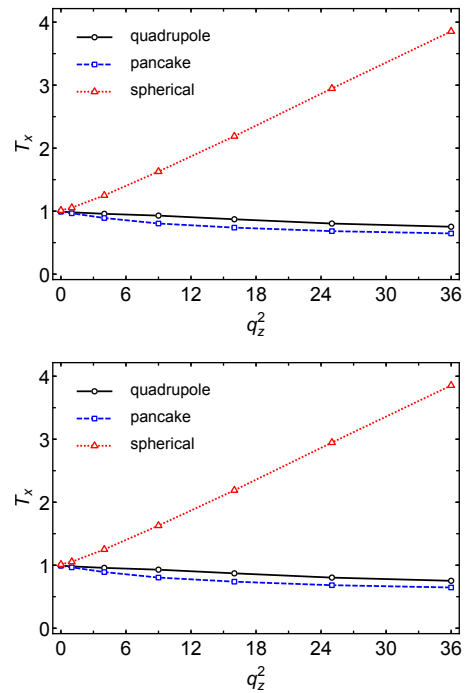 4
quadrupole
pancake
3
spherical
T_x
2
1
0
0 6 12 18 24 30 36
q_z^2
4
quadrupole
pancake
3
spherical
T_x
2
1
0
0 6 12 18 24 30 36
q_z^2